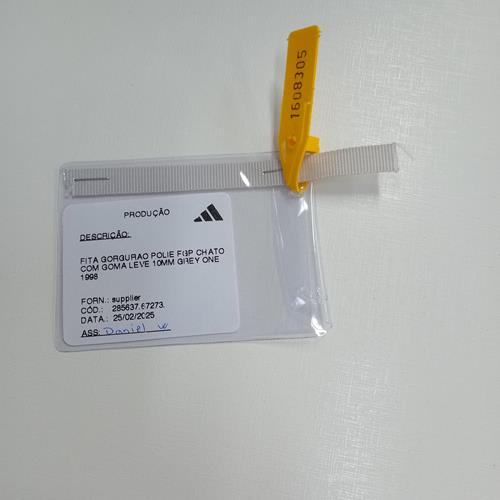 1608305
PRODUÇÃO
DESCRIÇÃO:
FITA GORGURAO POLIE FGP CHATO
COM GOMA LEVE 10MM GREY ONE
1998
FORN.: supplier
CÓD.: 285637.67273.
DATA.: 25/02/2025
ASS: Daniel W